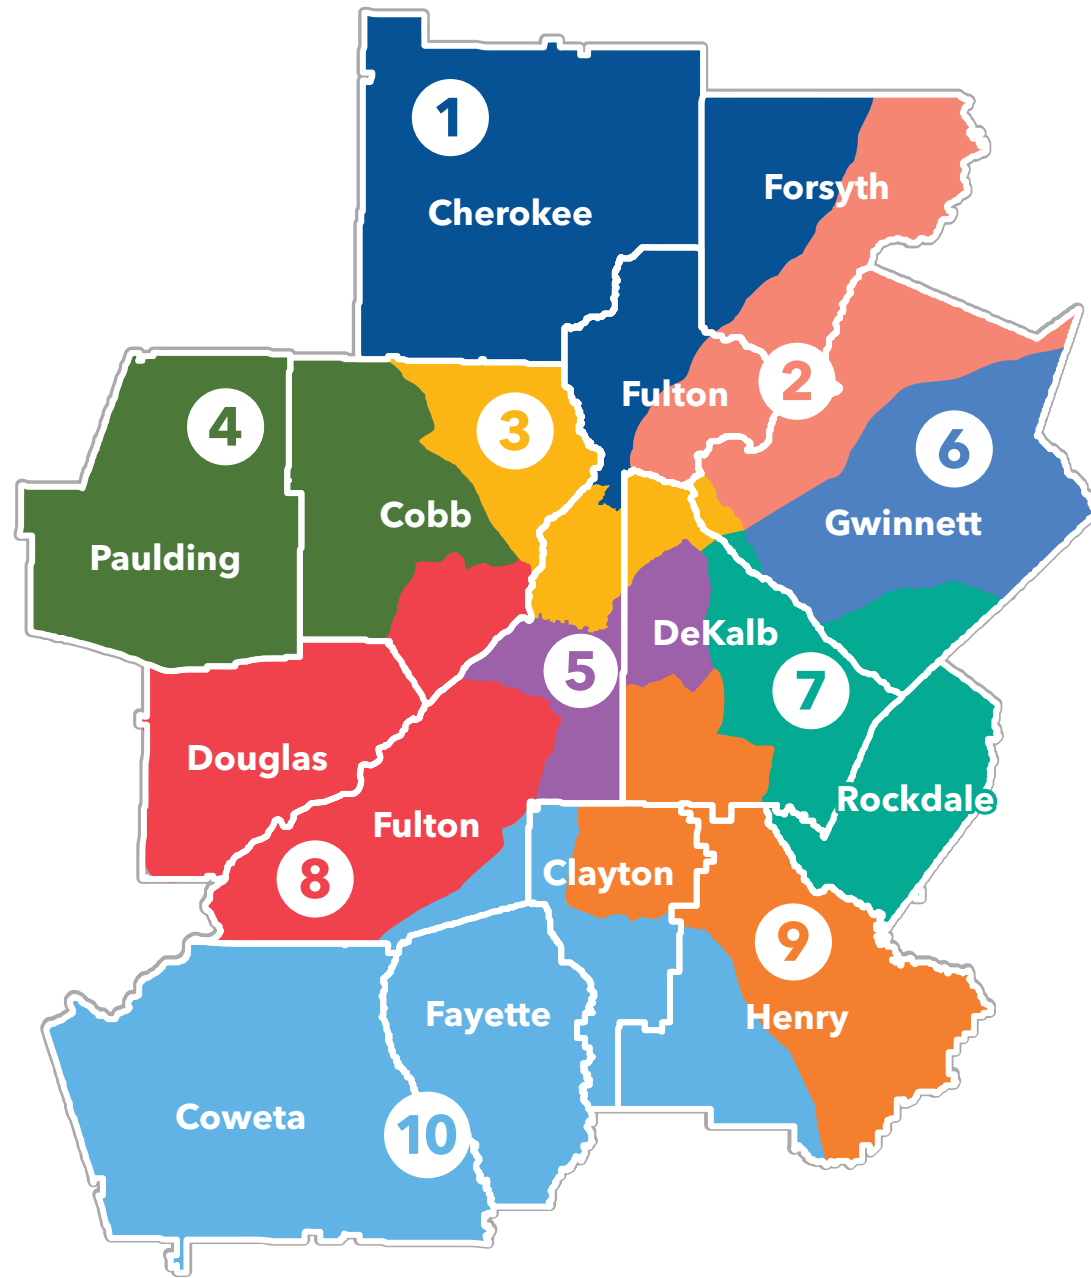 1
Forsyth
Cherokee
2
Fulton
4
3
6
Cobb
Gwinnett
Paulding
DeKalb
5
7
Douglas
Rockdale
Fulton
8
Clayton
9
Fayette
Henry
Coweta
10